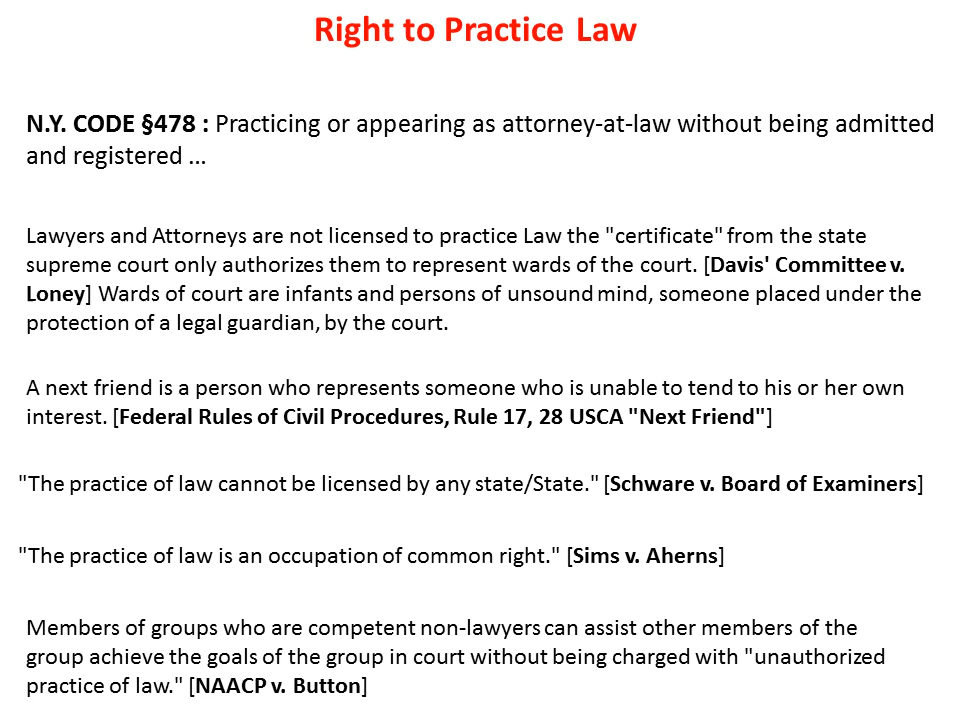 Right to Practice Law
N.Y. CODE §478 : Practicing or appearing as attorney-at-law without being admitted
and registered ...
Lawyers and Attorneys are not licensed to practice Law the "certificate" from the state
supreme court only authorizes them to represent wards of the court. [Davis' Committee v.
Loney] Wards of court are infants and persons of unsound mind, someone placed under the
protection of a legal guardian, by the court.
A next friend is a person who represents someone who is unable to tend to his or her own
interest. [Federal Rules of Civil Procedures, Rule 17, 28 USCA "Next Friend"]
"The practice of law cannot be licensed by any state/State." [Schware v. Board of Examiners]
"The practice of law is an occupation of common right." [Sims v. Aherns]
Members of groups who are competent non-lawyers can assist other members of the
group achieve the goals of the group in court without being charged with "unauthorized
practice of law." [NAACP v. Button]